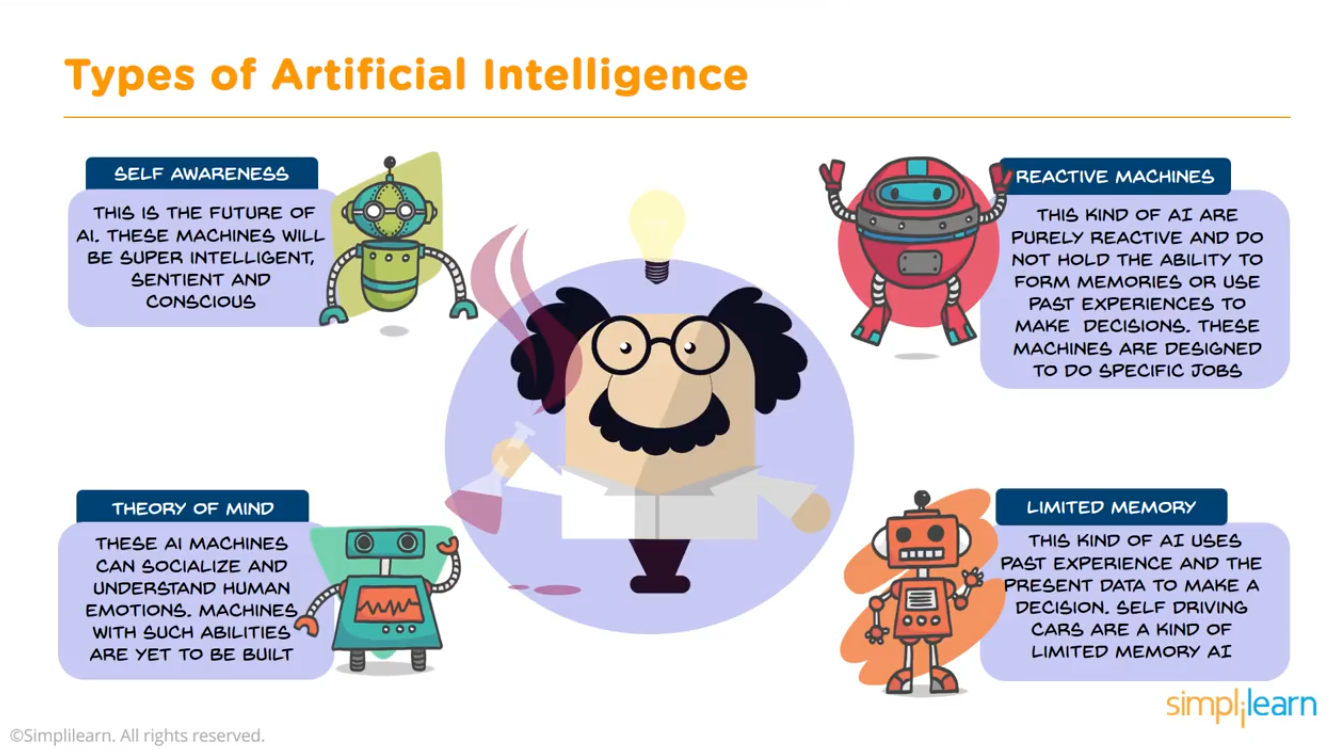 Types of Artificial Intelligence
SELF AWARENESS
THIS IS THE FUTURE OF
AI. THESE MACHINES WILL
BE SUPER INTELLIGENT,
SENTIENT AND
CONSCIOUS
REACTIVE MACHINES
THIS KIND OF AI ARE
PURELY REACTIVE AND DO
NOT HOLD THE ABILITY TO
FORM MEMORIES OR USE
PAST EXPERIENCES TO
MAKE DECISIONS. THESE
MACHINES ARE DESIGNED
TO DO SPECIFIC JOBS
THEORY OF MIND
THESE AI MACHINES
CAN SOCIALIZE AND
UNDERSTAND HUMAN
EMOTIONS. MACHINES
WITH SUCH ABILITIES
ARE YET TO BE BUILT
LIMITED MEMORY
THIS KIND OF AI USES
PAST EXPERIENCE AND THE
PRESENT DATA TO MAKE A
DECISION. SELF DRIVING
CARS ARE A KIND OF
LIMITED MEMORY AI
simplilearn
©Simplilearn. All rights reserved.